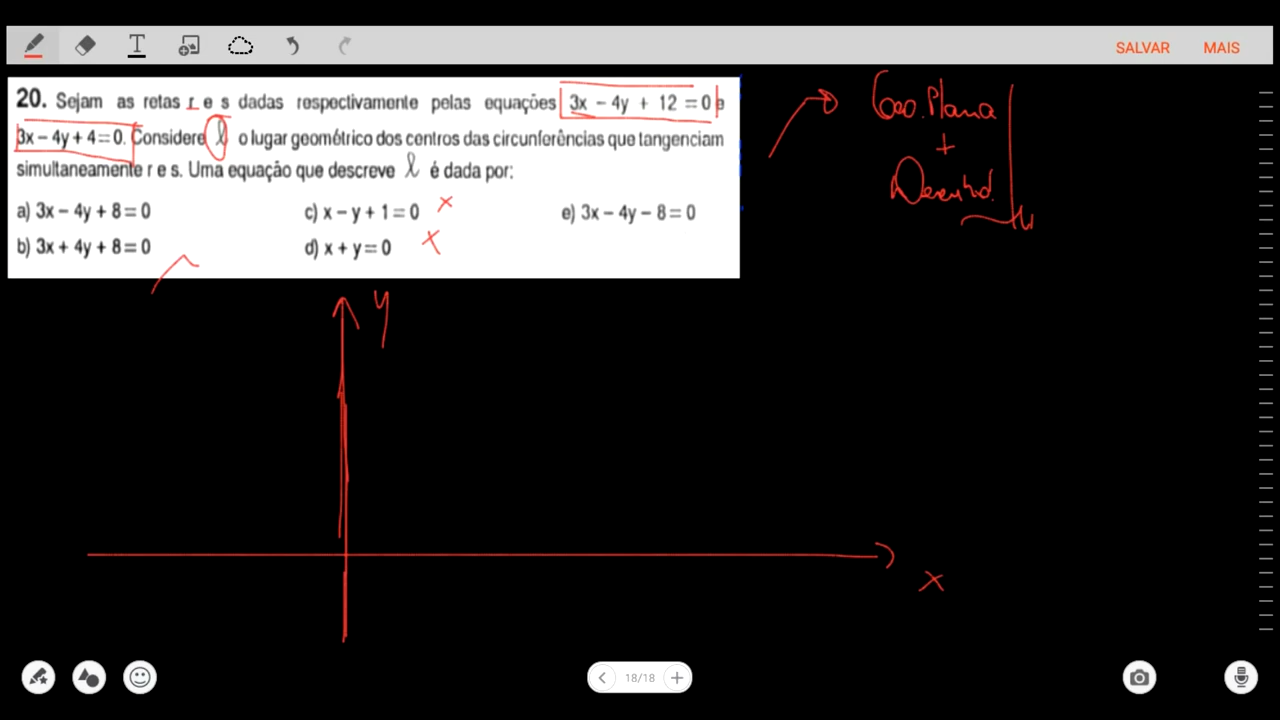 SALVAR MAIS
20. Sejam as retas r e s dadas respectivamente pelas equações 3x - 4y + 12 = 0 e
3x - 4y + 4 = 0. Considere ℓ o lugar geométrico dos centros das circunferências que tangenciam
simultaneamente r e s. Uma equação que descreve ℓ é dada por:
a) 3x - 4y + 8 = 0 c) x - y + 1 = 0 x e) 3x - 4y - 8 = 0
b) 3x + 4y + 8 = 0 d) x + y = 0 x
Geo. Plana
+
y
x
18/18